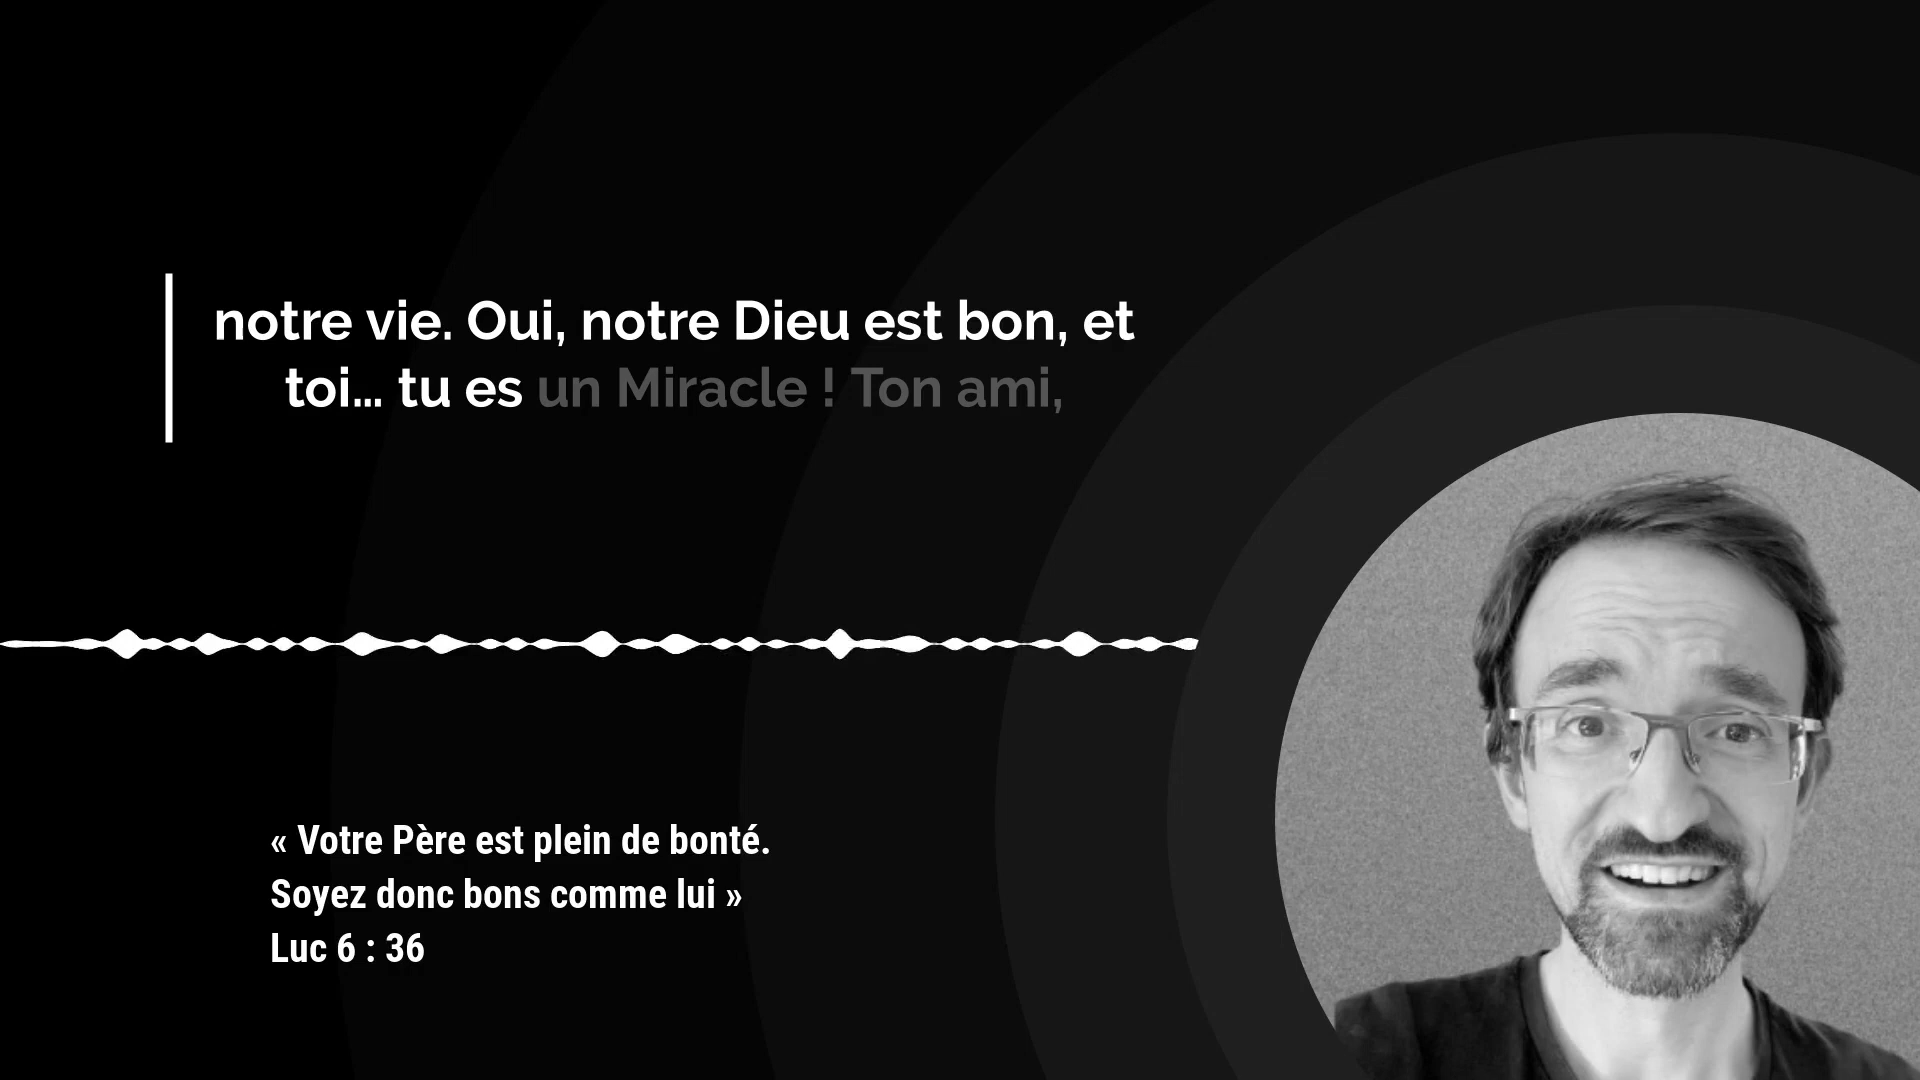 notre vie. Oui, notre Dieu est bon, et
toi... tu es un Miracle ! Ton ami,
« Votre Père est plein de bonté.
Soyez donc bons comme lui »
Luc 6 : 36